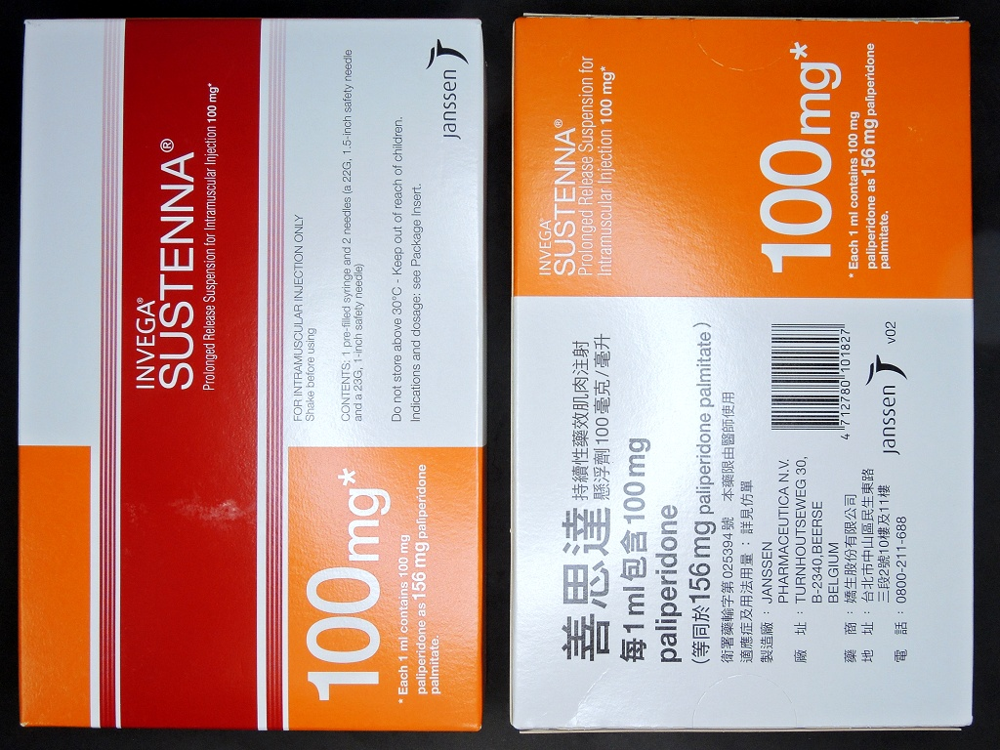 INVEGA®
SUSTENNA®
Prolonged Release Suspension for Intramuscular Injection 100 mg*
FOR INTRAMUSCULAR INJECTION ONLY
Shake before using
CONTENTS: 1 pre-filled syringe and 2 needles (a 22G, 1.5-inch safety needle
and a 23G, 1-inch safety needle)
Do not store above 30°C - Keep out of reach of children.
Indications and dosage: see Package Insert.
janssen
100mg*
* Each 1 ml contains 100 mg
paliperidone as 156 mg paliperidone
palmitate.
INVEGA®
SUSTENNA®
Prolonged Release Suspension for
Intramuscular Injection 100 mg*
100mg*
* Each 1 ml contains 100 mg
paliperidone as 156 mg paliperidone
palmitate.
善思達 持續性藥效肌肉注射
懸浮劑100毫克/毫升
每1ml包含100mg
paliperidone
(等同於156mg paliperidone palmitate)
衛署藥輸字第025394號 本藥限由醫師使用
適應症及用法用量：詳見仿單
製造廠：JANSSEN
PHARMACEUTICA N.V.
廠 址：TURNHOUTSEWEG 30,
B-2340,BEERSE
BELGIUM
藥 商：嬌生股份有限公司
地 址：台北市中山區民生東路
三段2號10樓及11樓
電 話：0800-211-688
4 712780 101827
janssen v02